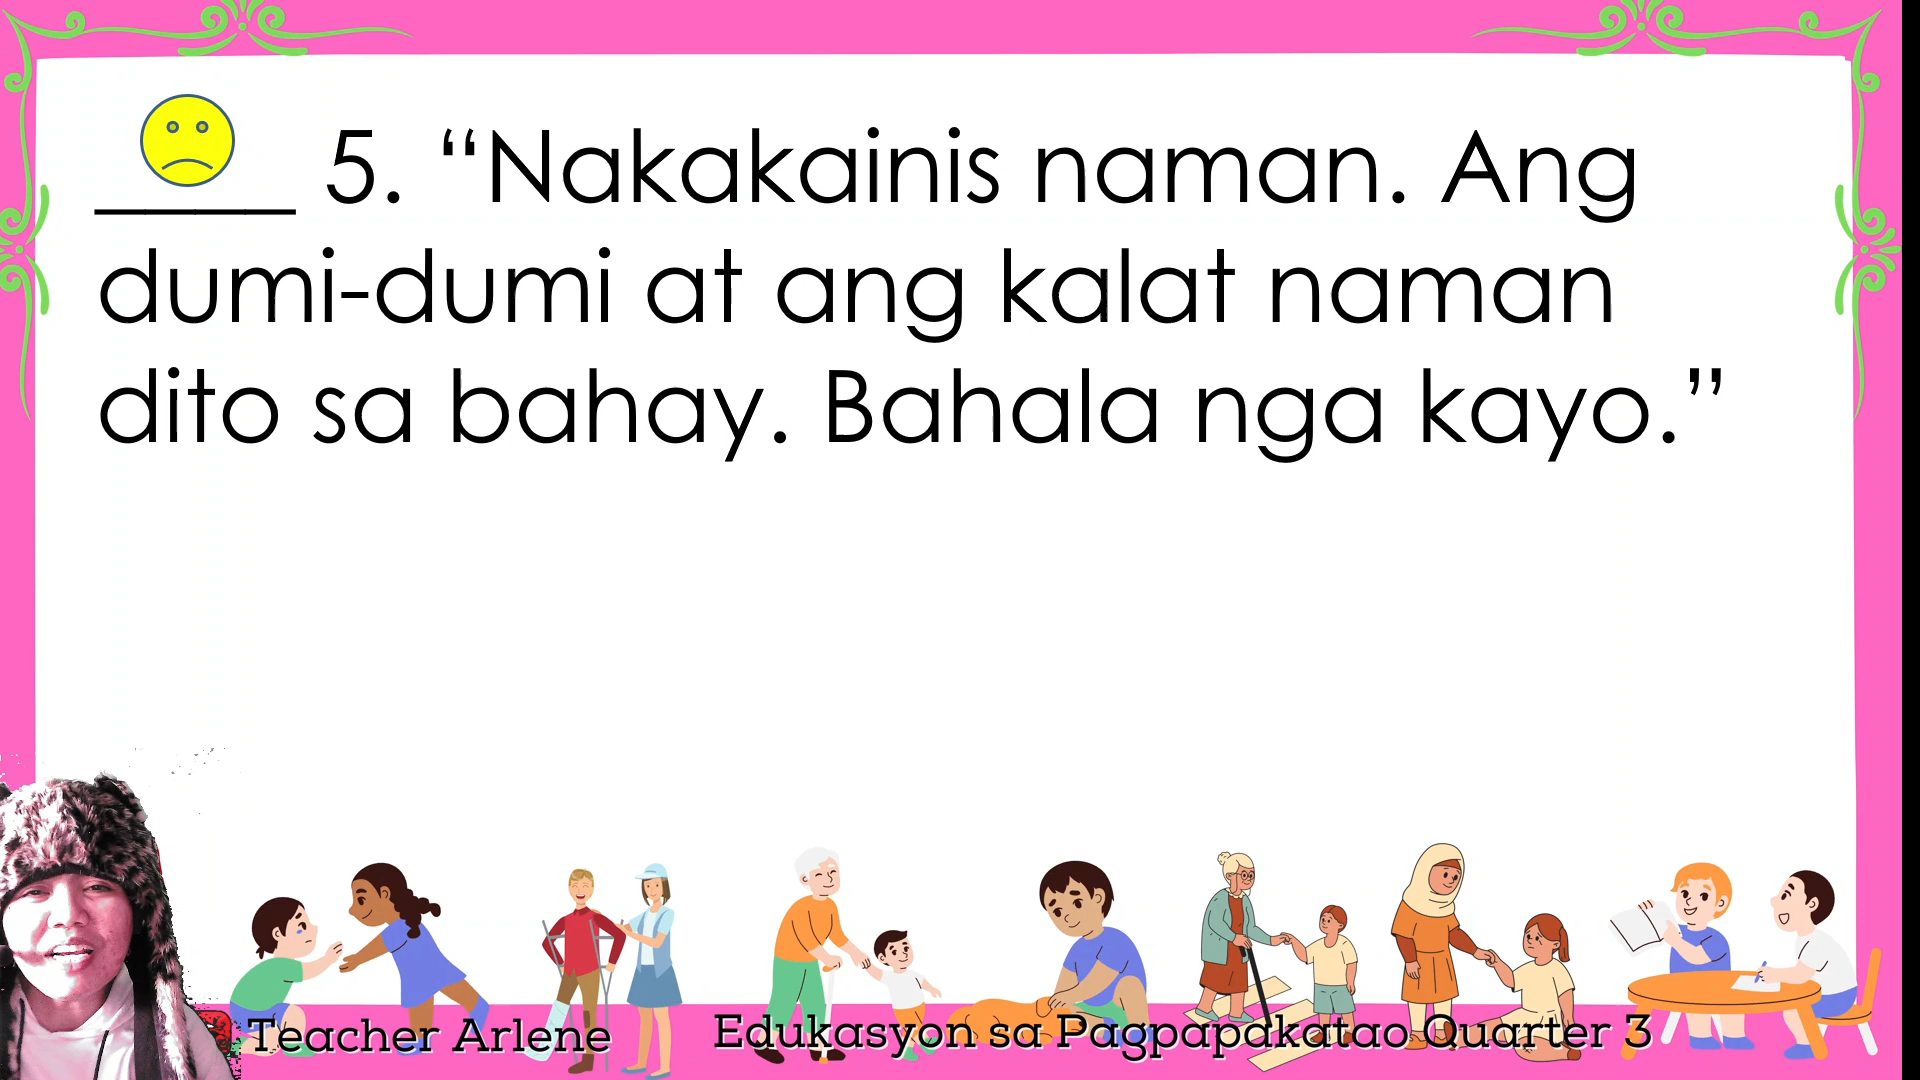 ____ 5. “Nakakainis naman. Ang
dumi-dumi at ang kalat naman
dito sa bahay. Bahala nga kayo.”
Teacher Arlene
Edukasyon sa Pagpapakatao Quarter 3